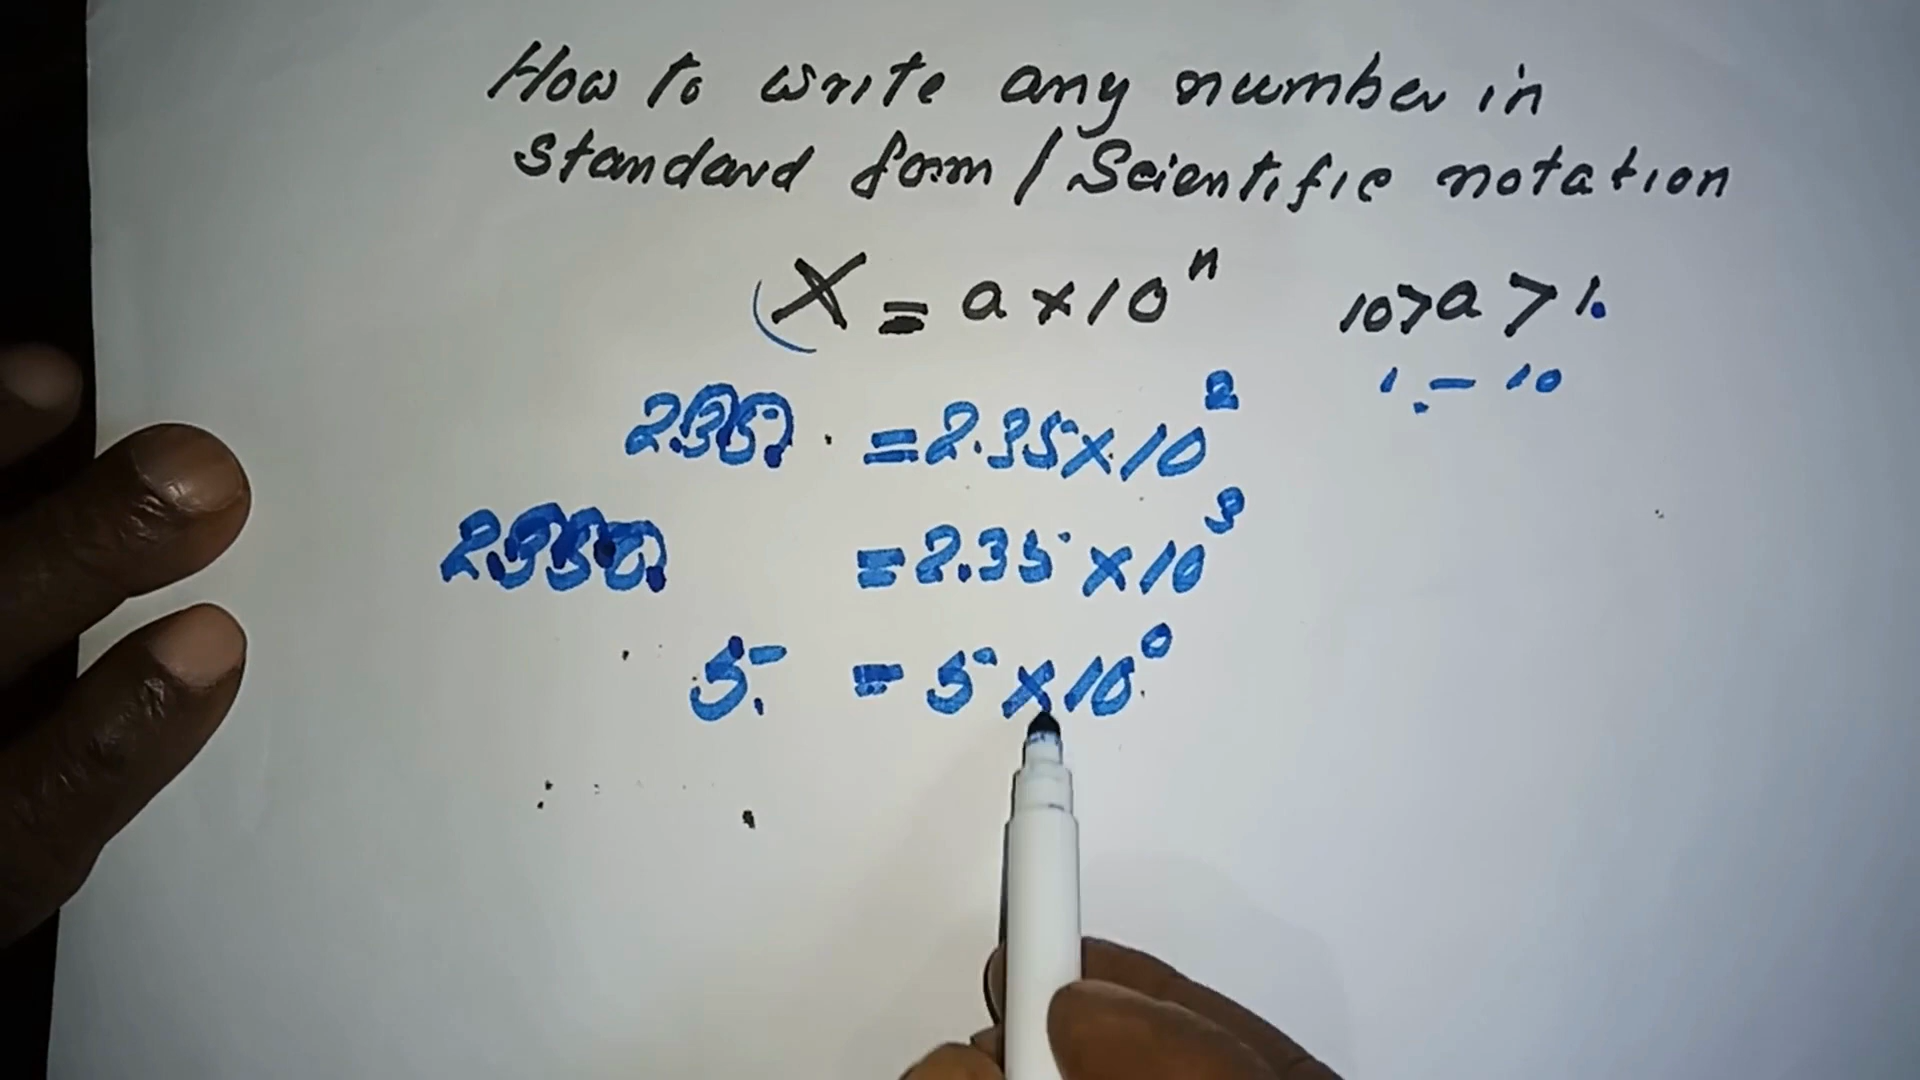 How to write any number in
standard form / Scientific notation
X = a × 10ⁿ 10 > a > 1.
1 - 10
235. = 2.35 × 10²
2350. = 2.35 × 10³
5. = 5 × 10⁰